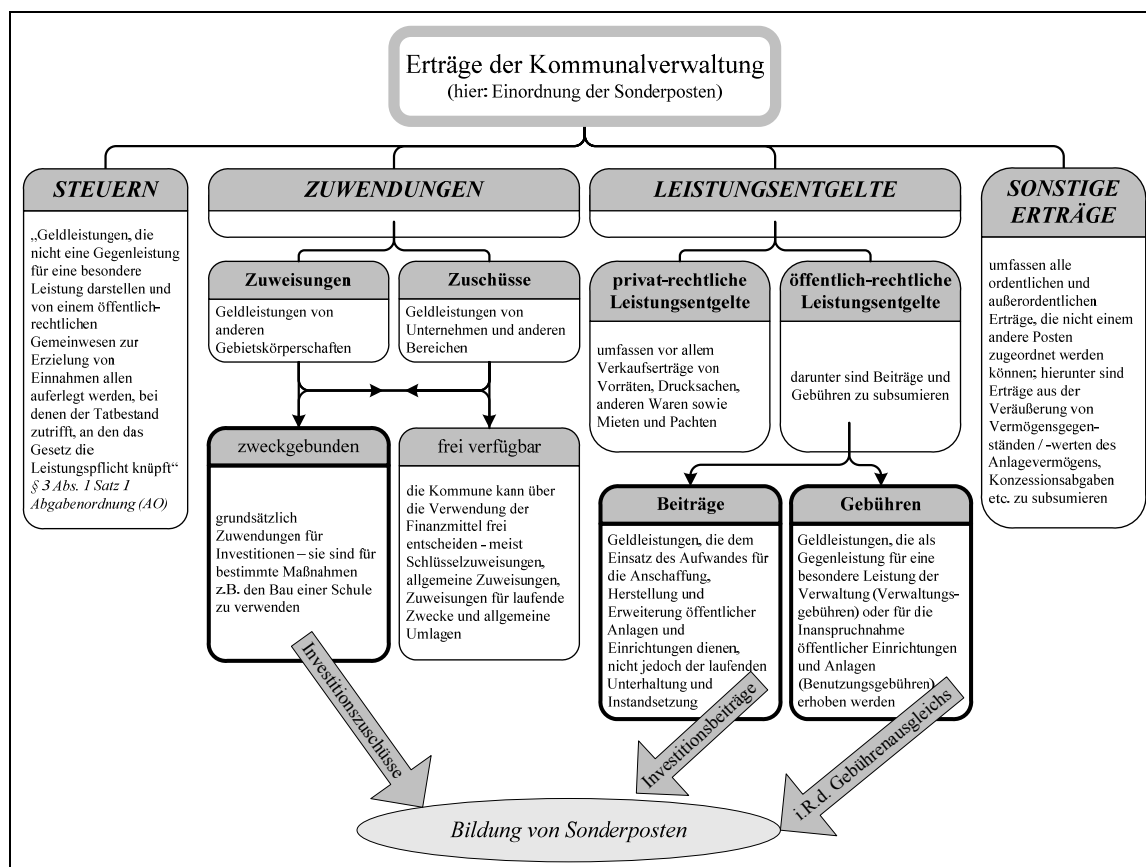 Erträge der Kommunalverwaltung
(hier: Einordnung der Sonderposten)
STEUERN
„Geldleistungen, die
nicht eine Gegenleistung
für eine besondere
Leistung darstellen und
von einem öffentlich-
rechtlichen
Gemeinwesen zur
Erzielung von
Einnahmen allen
auferlegt werden, bei
denen der Tatbestand
zutrifft, an den das
Gesetz die
Leistungspflicht knüpft“
§ 3 Abs. 1 Satz 1
Abgabenordnung (AO)
ZUWENDUNGEN
Zuweisungen
Geldleistungen von
anderen
Gebietskörperschaften
Zuschüsse
Geldleistungen von
Unternehmen und anderen
Bereichen
zweckgebunden
grundsätzlich
Zuwendungen für
Investitionen – sie sind für
bestimmte Maßnahmen
z.B. den Bau einer Schule
zu verwenden
frei verfügbar
die Kommune kann über
die Verwendung der
Finanzmittel frei
entscheiden - meist
Schlüsselzuweisungen,
allgemeine Zuweisungen,
Zuweisungen für laufende
Zwecke und allgemeine
Umlagen
LEISTUNGSENTGELTE
privat-rechtliche
Leistungsentgelte
umfassen vor allem
Verkaufserträge von
Vorräten, Drucksachen,
anderen Waren sowie
Mieten und Pachten
öffentlich-rechtliche
Leistungsentgelte
darunter sind Beiträge und
Gebühren zu subsumieren
Beiträge
Geldleistungen, die dem
Einsatz des Aufwandes für
die Anschaffung,
Herstellung und
Erweiterung öffentlicher
Anlagen und
Einrichtungen dienen,
nicht jedoch der laufenden
Unterhaltung und
Instandsetzung
Gebühren
Geldleistungen, die als
Gegenleistung für eine
besondere Leistung der
Verwaltung (Verwaltungs-
gebühren) oder für die
Inanspruchnahme
öffentlicher Einrichtungen
und Anlagen
(Benutzungsgebühren)
erhoben werden
SONSTIGE
ERTRÄGE
umfassen alle
ordentlichen und
außerordentlichen
Erträge, die nicht einem
andere Posten
zugeordnet werden
können; hierunter sind
Erträge aus der
Veräußerung von
Vermögensgegen-
ständen / -werten des
Anlagevermögens,
Konzessionsabgaben
etc. zu subsumieren
Investitionszuschüsse
Investitionsbeiträge
i.R.d. Gebührenausgleichs
Bildung von Sonderposten